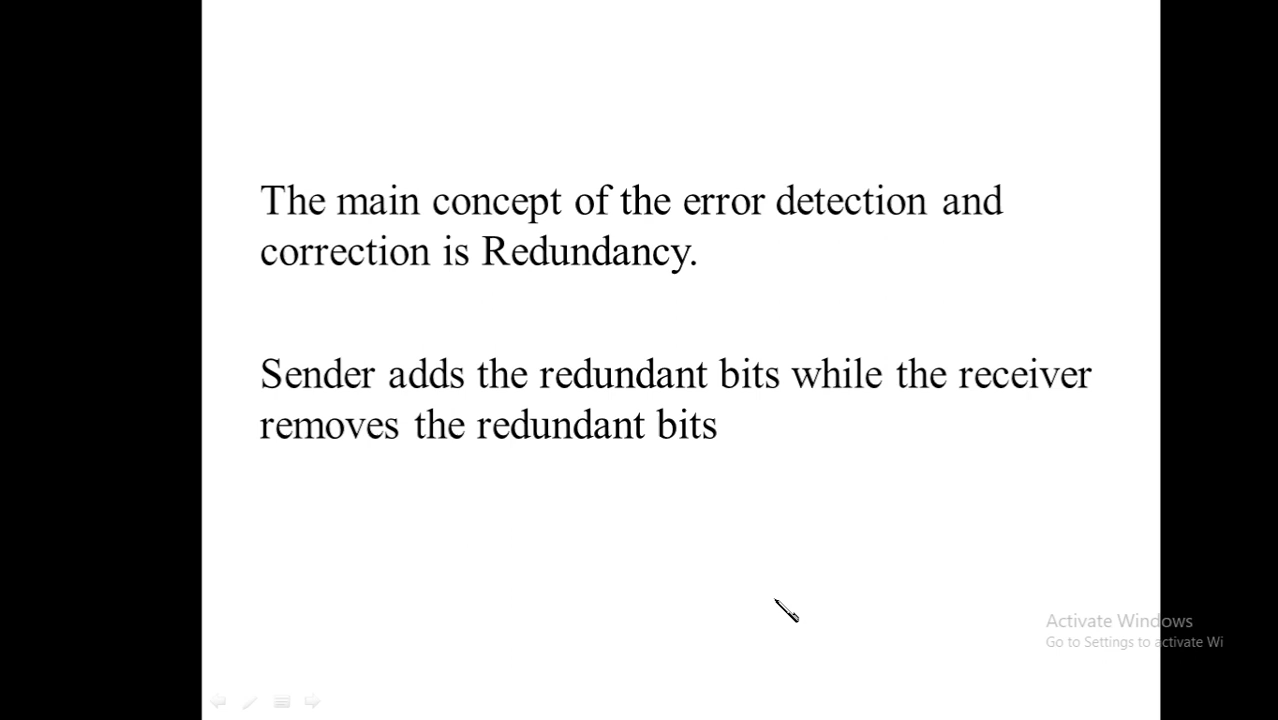 The main concept of the error detection and
correction is Redundancy.
Sender adds the redundant bits while the receiver
removes the redundant bits
Activate Windows
Go to Settings to activate Wi